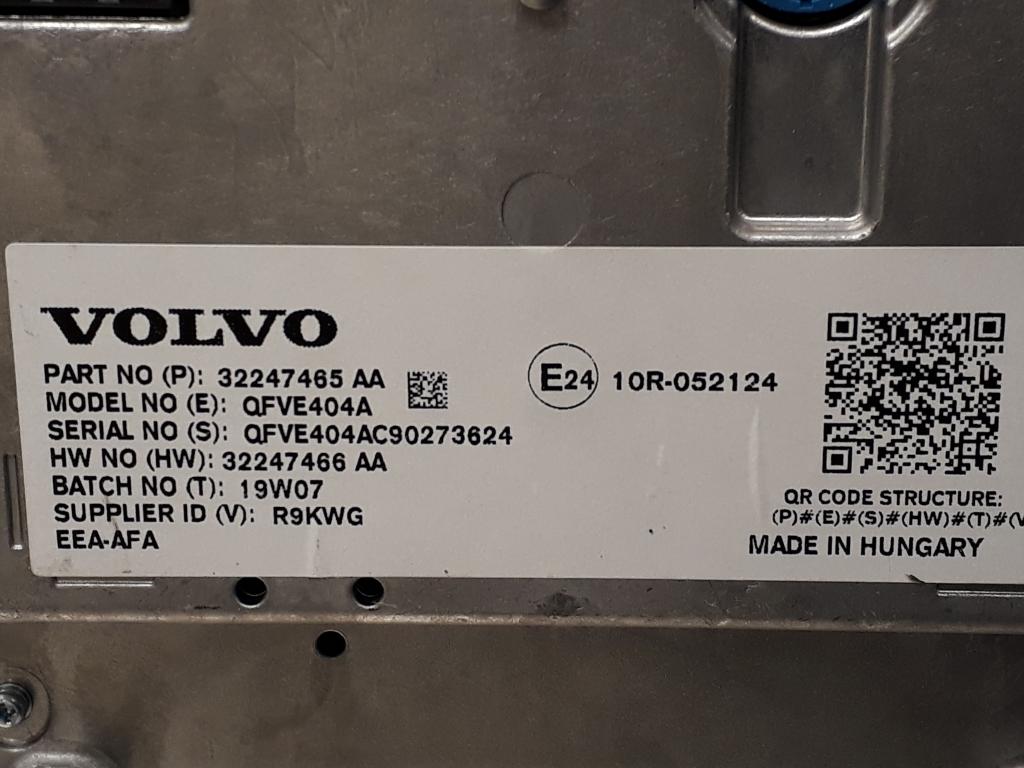 VOLVO
PART NO (P): 32247465 AA
MODEL NO (E): QFVE404A
SERIAL NO (S): QFVE404AC90273624
HW NO (HW): 32247466 AA
BATCH NO (T): 19W07
SUPPLIER ID (V): R9KWG
EEA-AFA
E24 10R-052124
QR CODE STRUCTURE:
(P)#(E)#(S)#(HW)#(T)#(V
MADE IN HUNGARY